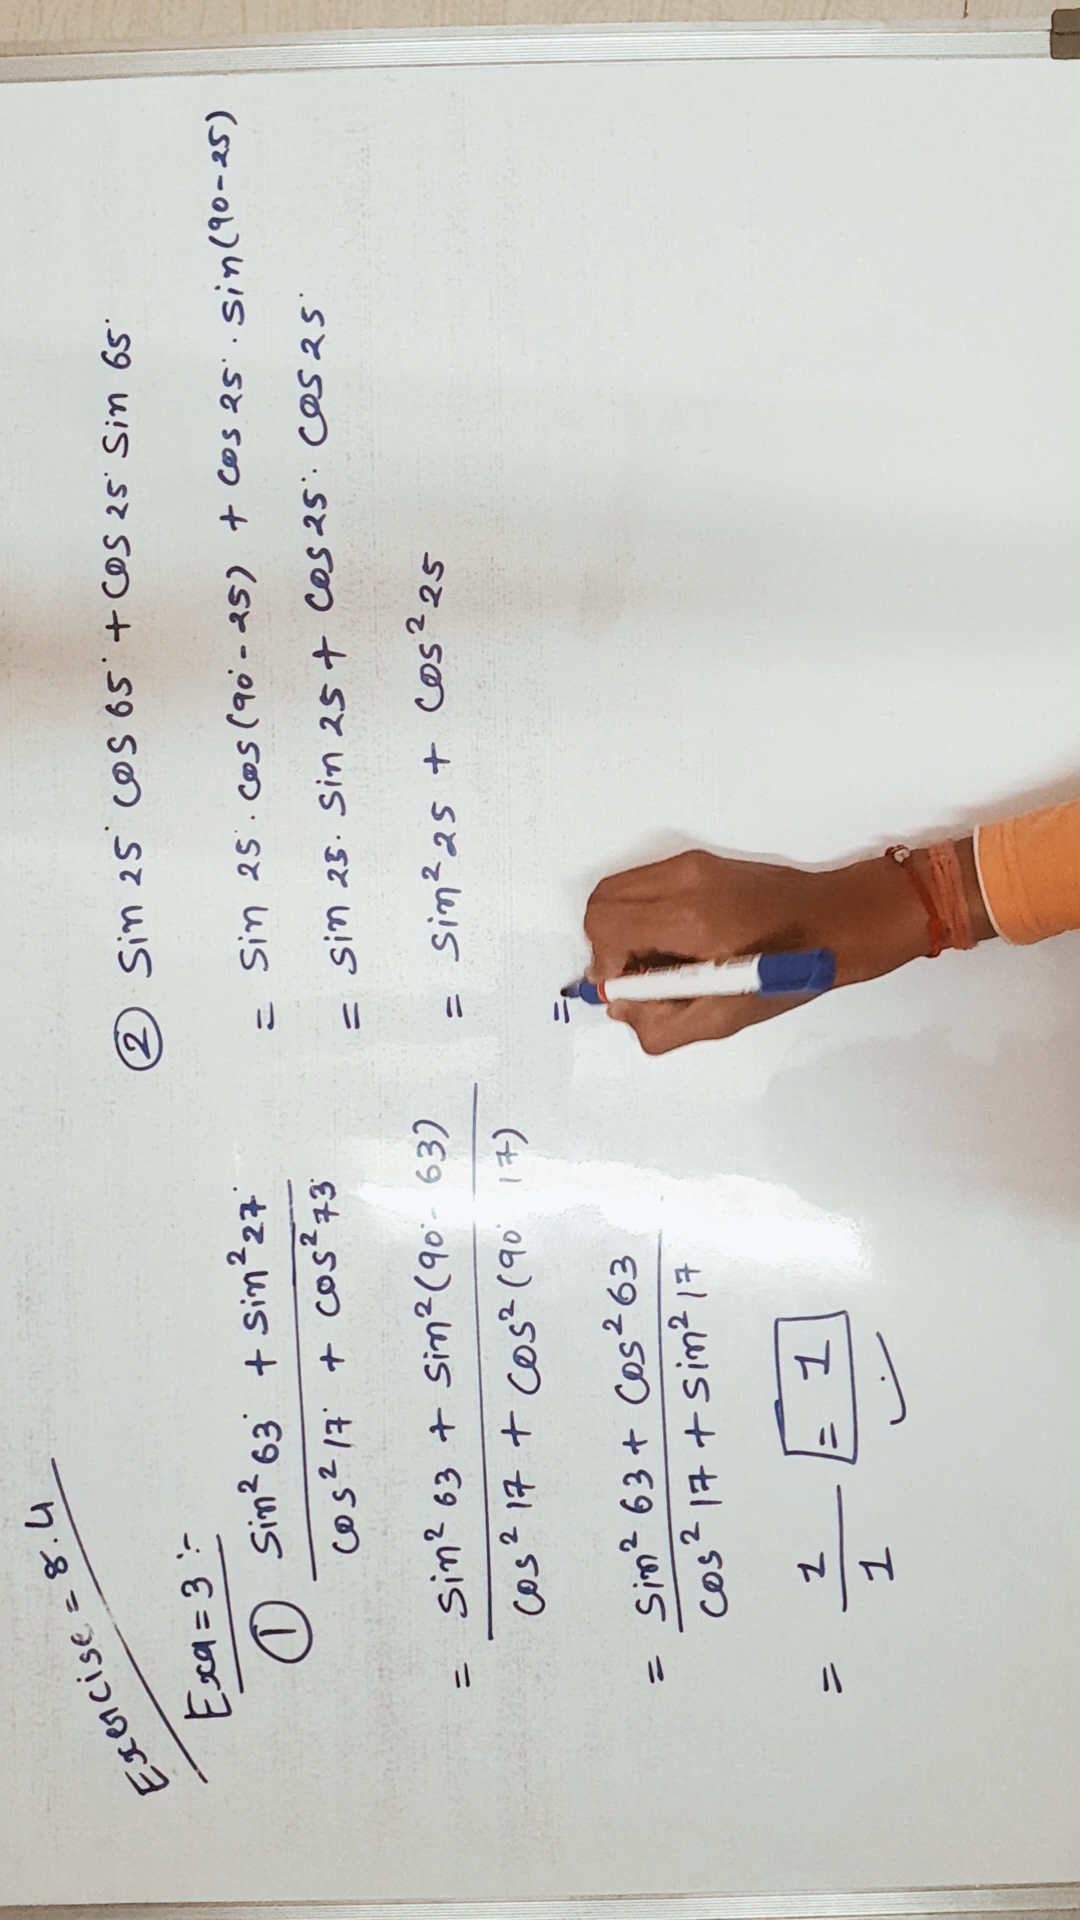 Exercise = 8.4
Exa = 3 :-
① Sin² 63° + Sin² 27°
cos² 17° + cos² 73°
= Sin² 63 + Sin² (90° - 63)
cos² 17 + cos² (90° 17)
= Sin² 63 + cos² 63
cos² 17 + Sin² 17
= 1
1
= 1
② Sin 25° cos 65° + cos 25° Sin 65°
= Sin 25° . cos (90° - 25) + cos 25° . Sin (90 - 25)
= Sin 25° . Sin 25 + cos 25° . cos 25°
= Sin² 25 + cos² 25
=